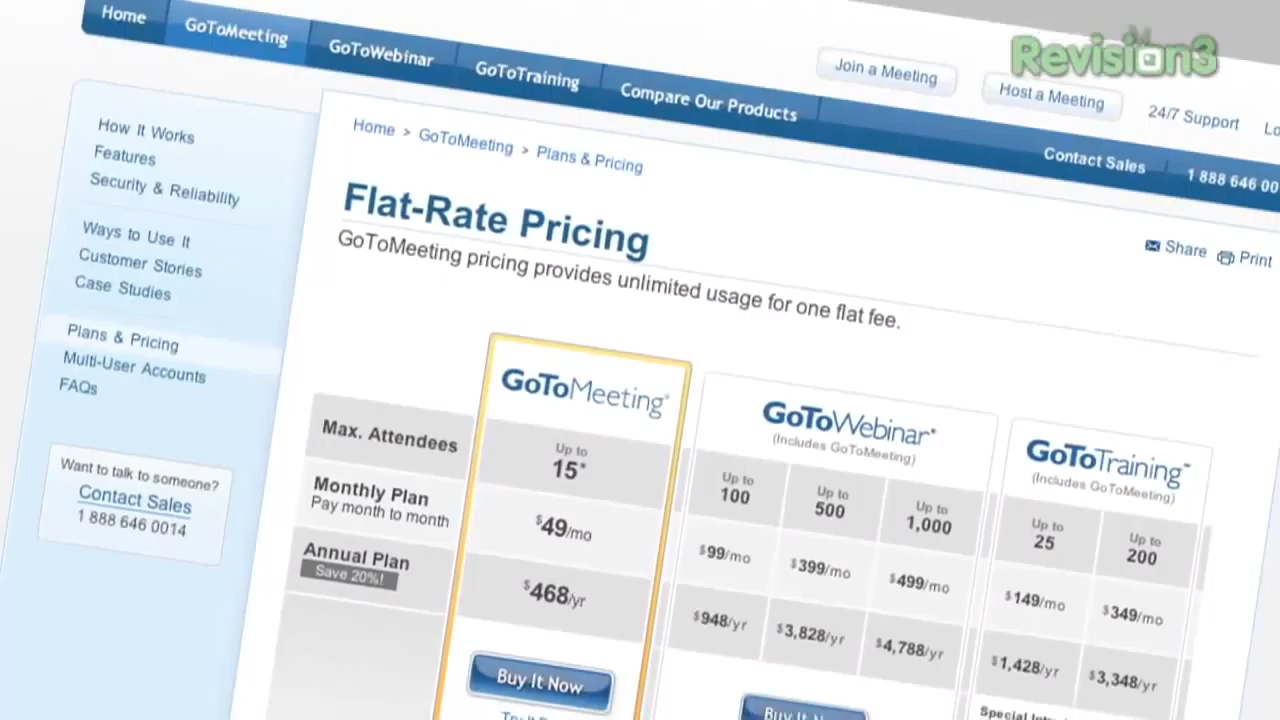 Home
GoToMeeting
GoToWebinar
GoToTraining
Compare Our Products
Join a Meeting
Host a Meeting
24/7 Support
Revision3
Contact Sales
1 888 646 00
How It Works
Features
Security & Reliability
Ways to Use It
Customer Stories
Case Studies
Plans & Pricing
Multi-User Accounts
FAQs
Want to talk to someone?
Contact Sales
1 888 646 0014
Home > GoToMeeting > Plans & Pricing
Flat-Rate Pricing
GoToMeeting pricing provides unlimited usage for one flat fee.
Share
Print
GoToMeeting
GoToWebinar
(Includes GoToMeeting)
GoToTraining
(Includes GoToMeeting)
Max. Attendees
Up to
15*
Up to
100
Up to
500
Up to
1,000
Up to
25
Up to
200
Monthly Plan
Pay month to month
$49/mo
$99/mo
$399/mo
$499/mo
$149/mo
$349/mo
Annual Plan
Save 20%!
$468/yr
$948/yr
$3,828/yr
$4,788/yr
$1,428/yr
$3,348/yr
Buy It Now
Buy It
Special